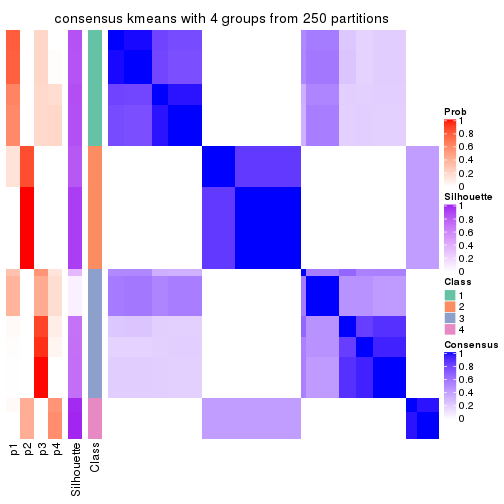 consensus kmeans with 4 groups from 250 partitions
Prob
1
0.8
0.6
0.4
0.2
0
Silhouette
1
0.8
0.6
0.4
0.2
0
Class
1
2
3
4
Consensus
1
0.8
0.6
0.4
0.2
0
p1
p2
p3
p4
Silhouette
Class